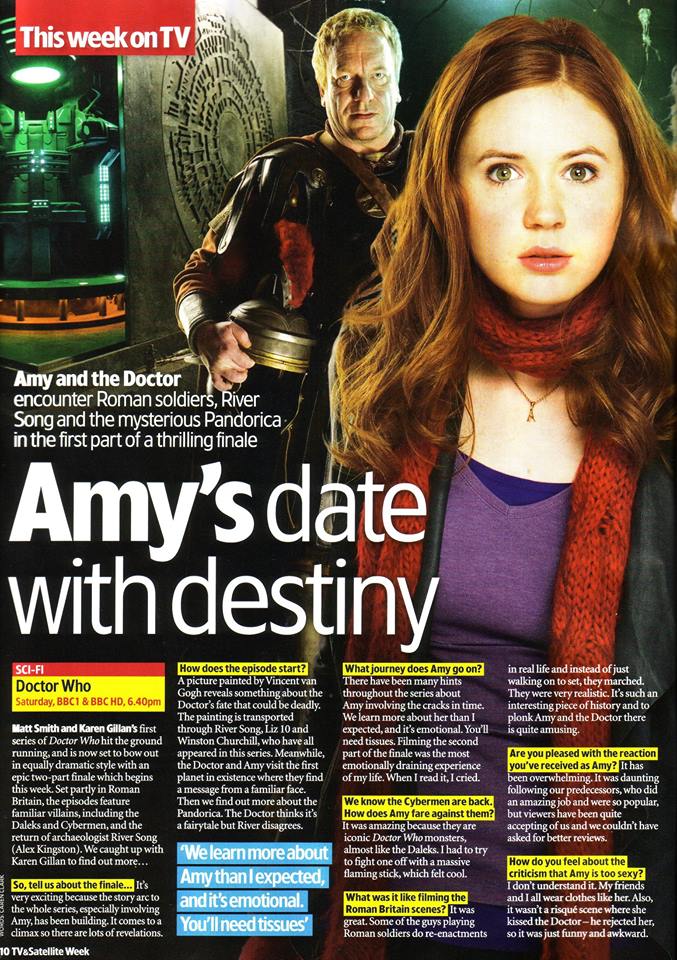 This week on TV
Amy and the Doctor
encounter Roman soldiers, River
Song and the mysterious Pandorica
in the first part of a thrilling finale
Amy's date
with destiny
SCI-FI
Doctor Who
Saturday, BBC1 & BBC HD, 6.40pm
Matt Smith and Karen Gillan's first
series of Doctor Who hit the ground
running, and is now set to bow out
in equally dramatic style with an
epic two-part finale which begins
this week. Set partly in Roman
Britain, the episodes feature
familiar villains, including the
Daleks and Cybermen, and the
return of archaeologist River Song
(Alex Kingston). We caught up with
Karen Gillan to find out more…
So, tell us about the finale… It's
very exciting because the story arc to
the whole series, especially involving
Amy, has been building. It comes to a
climax so there are lots of revelations.
How does the episode start?
A picture painted by Vincent van
Gogh reveals something about the
Doctor's fate that could be deadly.
The painting is transported
through River Song, Liz 10 and
Winston Churchill, who have all
appeared in this series. Meanwhile,
the Doctor and Amy visit the first
planet in existence where they find
a message from a familiar face.
Then we find out more about the
Pandorica. The Doctor thinks it's
a fairytale but River disagrees.
'We learn more about
Amy than I expected,
and it's emotional.
You'll need tissues'
What journey does Amy go on?
There have been many hints
throughout the series about
Amy involving the cracks in time.
We learn more about her than I
expected, and it's emotional. You'll
need tissues. Filming the second
part of the finale was the most
emotionally draining experience
of my life. When I read it, I cried.
We know the Cybermen are back.
How does Amy fare against them?
It was amazing because they are
iconic Doctor Who monsters,
almost like the Daleks. I had to try
to fight one off with a massive
flaming stick, which felt cool.
What was it like filming the
Roman Britain scenes? It was
great. Some of the guys playing
Roman soldiers do re-enactments
in real life and instead of just
walking on to set, they marched.
They were very realistic. It's such an
interesting piece of history and to
plonk Amy and the Doctor there
is quite amusing.
Are you pleased with the reaction
you've received as Amy? It has
been overwhelming. It was daunting
following our predecessors, who did
an amazing job and were so popular,
but viewers have been quite
accepting of us and we couldn't have
asked for better reviews.
How do you feel about the
criticism that Amy is too sexy?
I don't understand it. My friends
and I all wear clothes like her. Also,
it wasn't a risqué scene where she
kissed the Doctor – he rejected her,
so it was just funny and awkward.
WORDS: CAREN CLARK
10 TV&Satellite Week